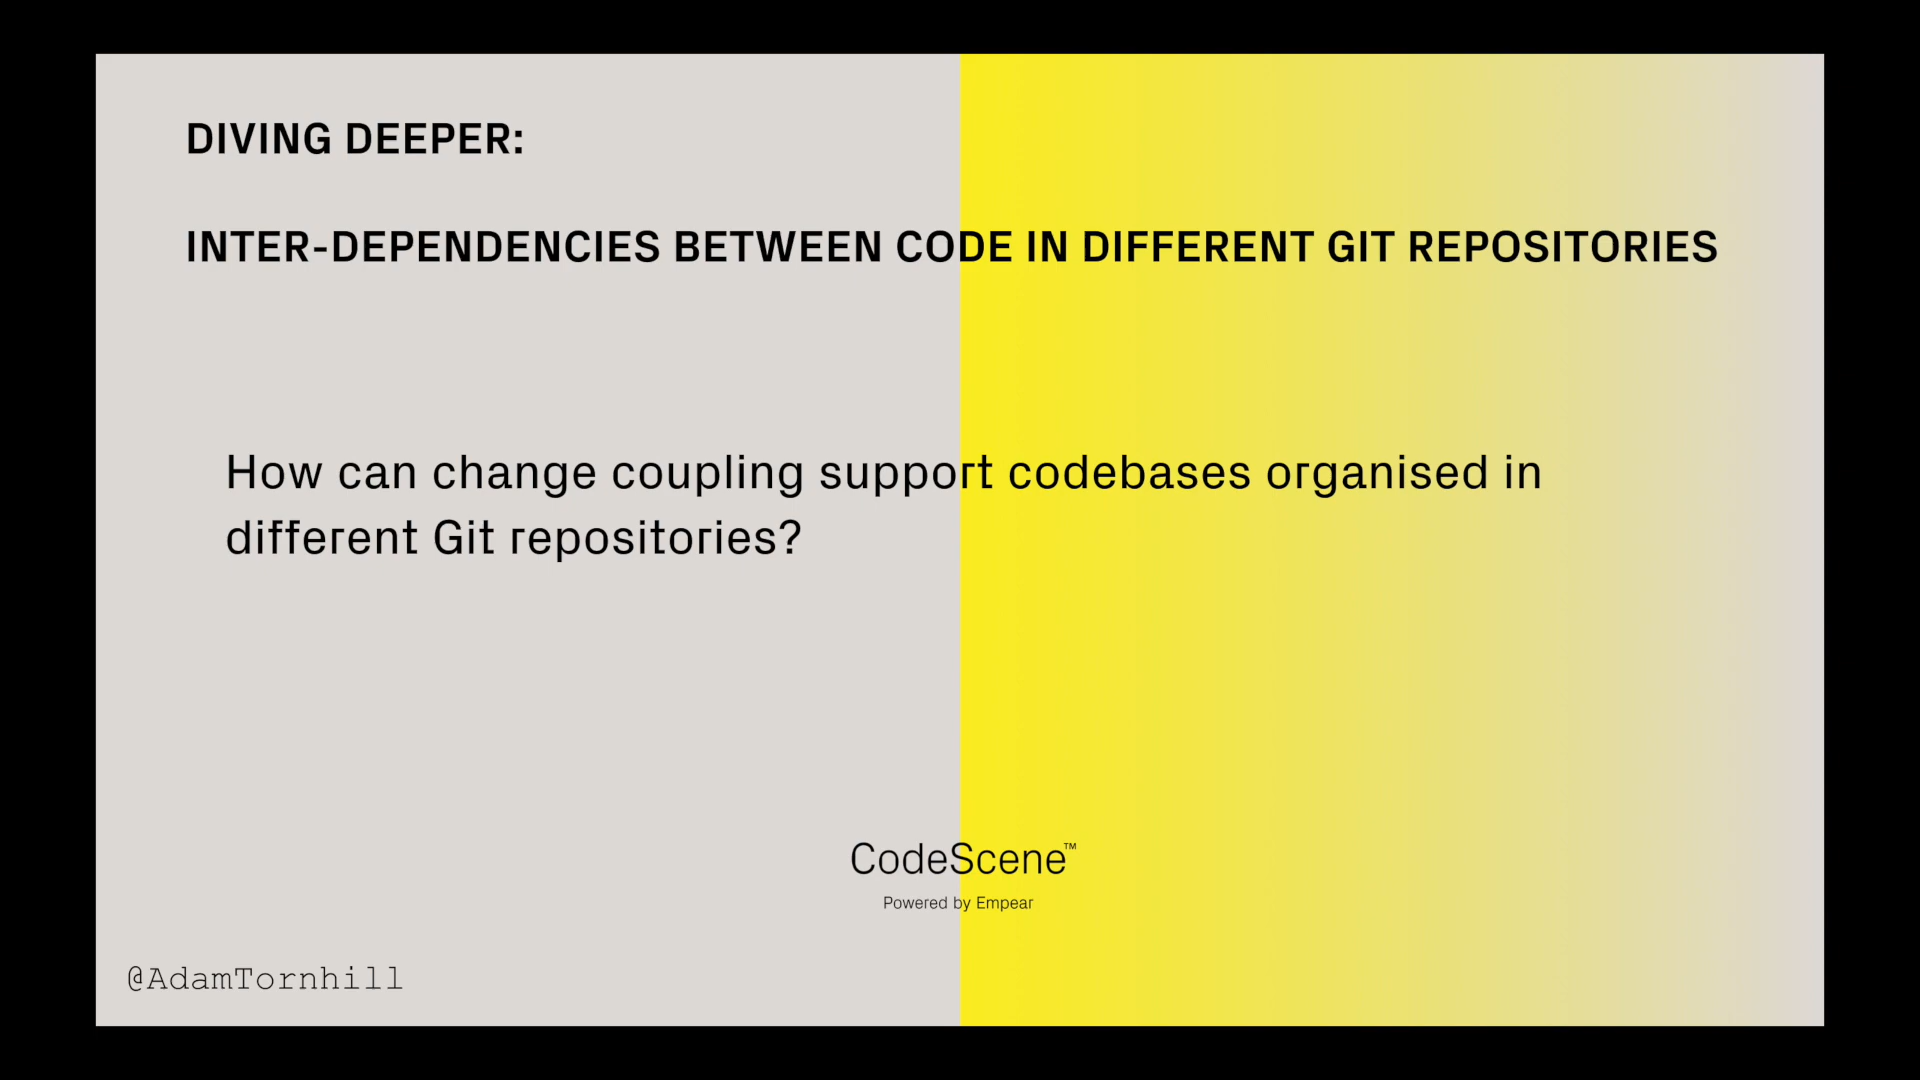 DIVING DEEPER:
INTER-DEPENDENCIES BETWEEN CODE IN DIFFERENT GIT REPOSITORIES
How can change coupling support codebases organised in
different Git repositories?
CodeScene™
Powered by Empear
@AdamTornhill